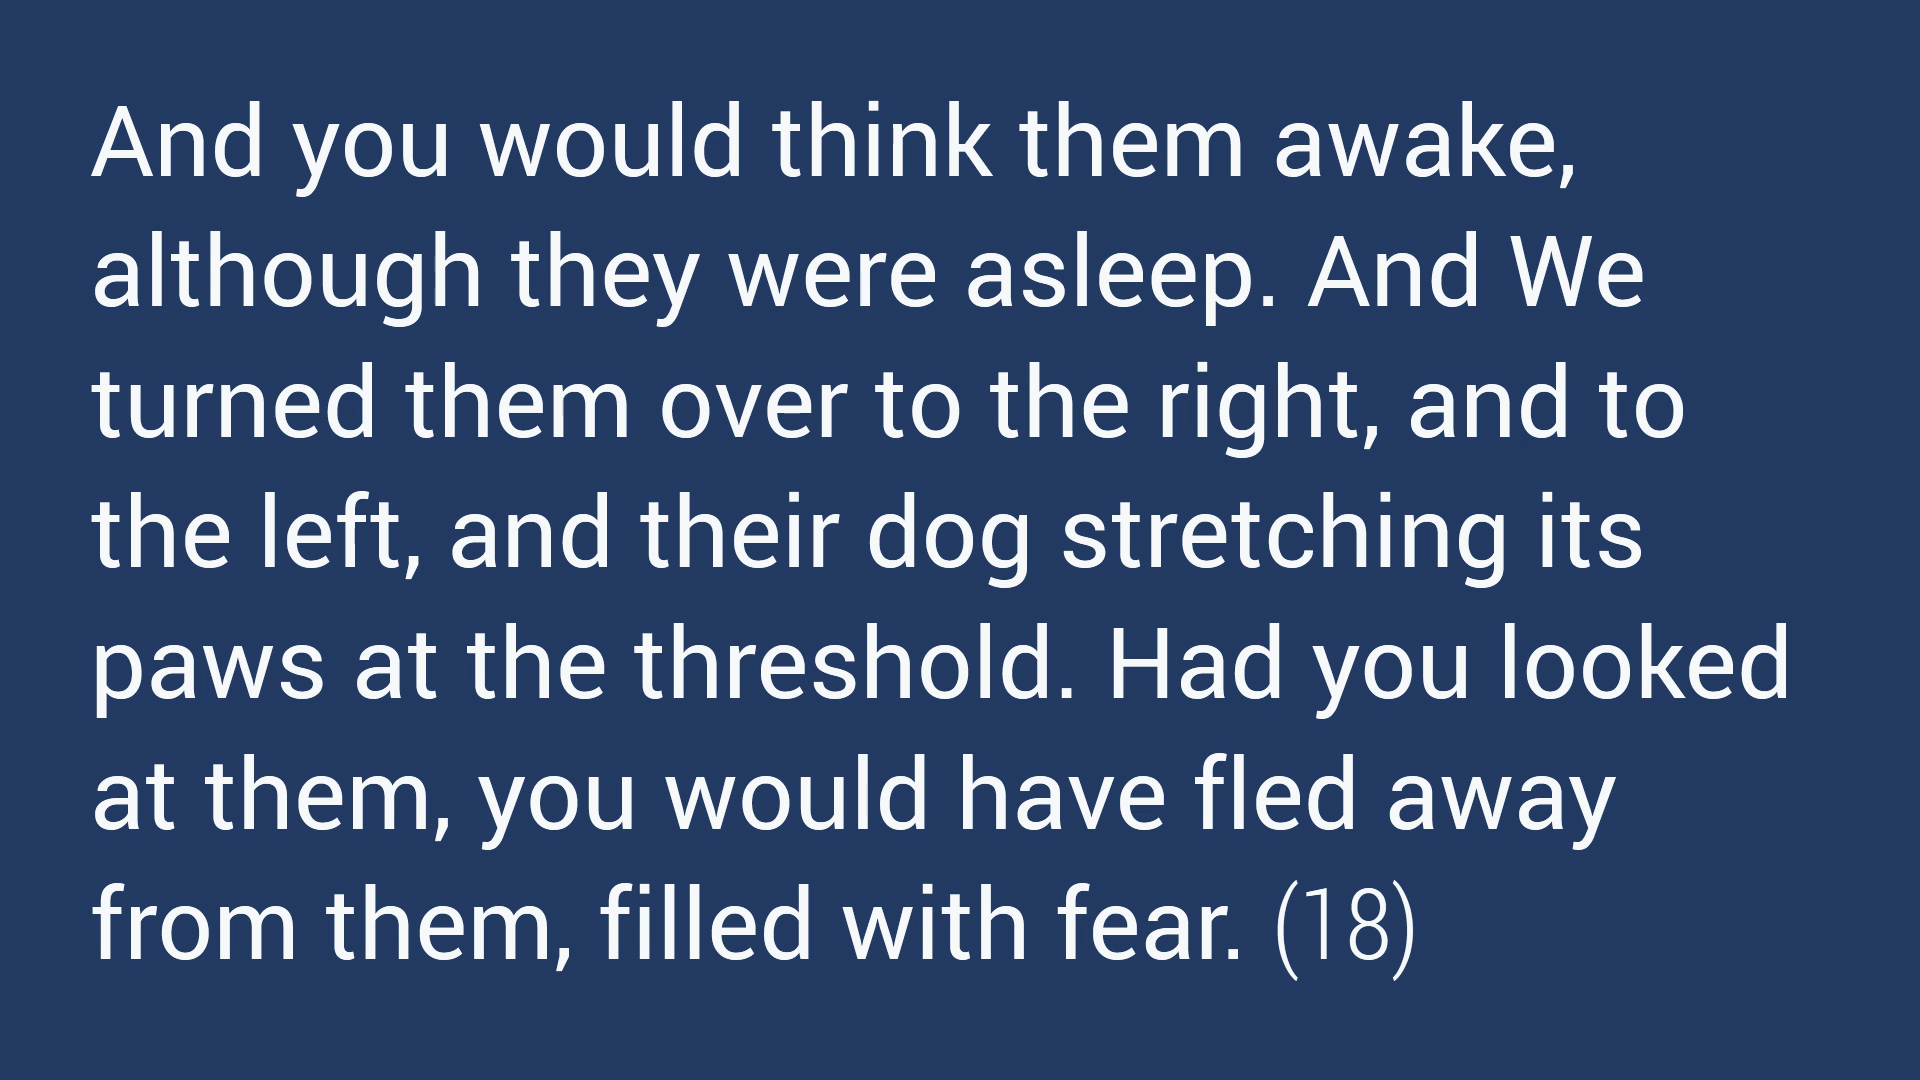 And you would think them awake,
although they were asleep. And We
turned them over to the right, and to
the left, and their dog stretching its
paws at the threshold. Had you looked
at them, you would have fled away
from them, filled with fear. (18)